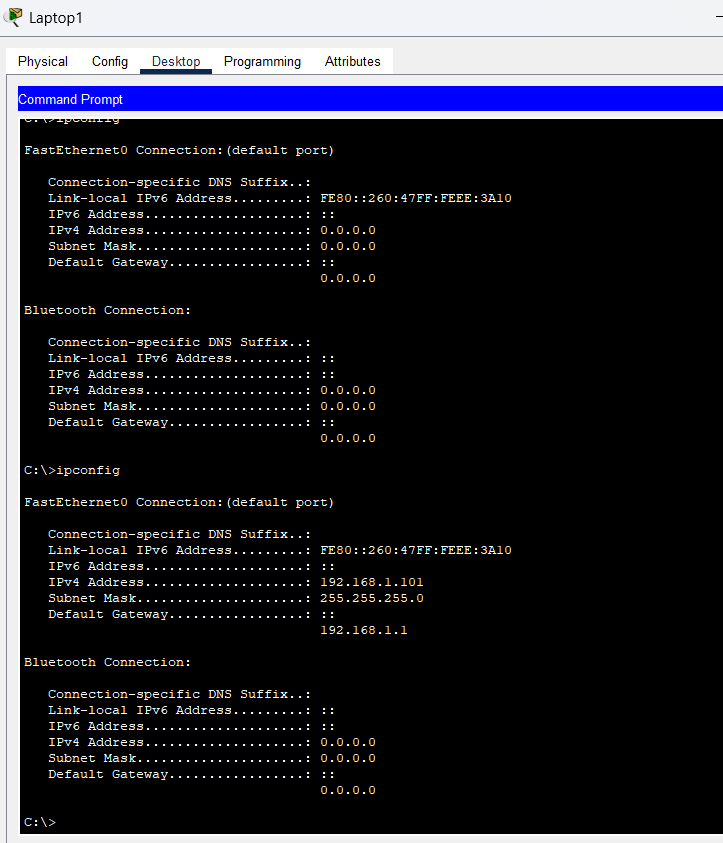 Laptop1
Physical Config Desktop Programming Attributes
Command Prompt
C:\>ipconfig
FastEthernet0 Connection:(default port)
Connection-specific DNS Suffix..:
Link-local IPv6 Address.........: FE80::260:47FF:FEEE:3A10
IPv6 Address....................: ::
IPv4 Address....................: 0.0.0.0
Subnet Mask.....................: 0.0.0.0
Default Gateway.................: ::
0.0.0.0
Bluetooth Connection:
Connection-specific DNS Suffix..:
Link-local IPv6 Address.........: ::
IPv6 Address....................: ::
IPv4 Address....................: 0.0.0.0
Subnet Mask.....................: 0.0.0.0
Default Gateway.................: ::
0.0.0.0
C:\>ipconfig
FastEthernet0 Connection:(default port)
Connection-specific DNS Suffix..:
Link-local IPv6 Address.........: FE80::260:47FF:FEEE:3A10
IPv6 Address....................: ::
IPv4 Address....................: 192.168.1.101
Subnet Mask.....................: 255.255.255.0
Default Gateway.................: ::
192.168.1.1
Bluetooth Connection:
Connection-specific DNS Suffix..:
Link-local IPv6 Address.........: ::
IPv6 Address....................: ::
IPv4 Address....................: 0.0.0.0
Subnet Mask.....................: 0.0.0.0
Default Gateway.................: ::
0.0.0.0
C:\>